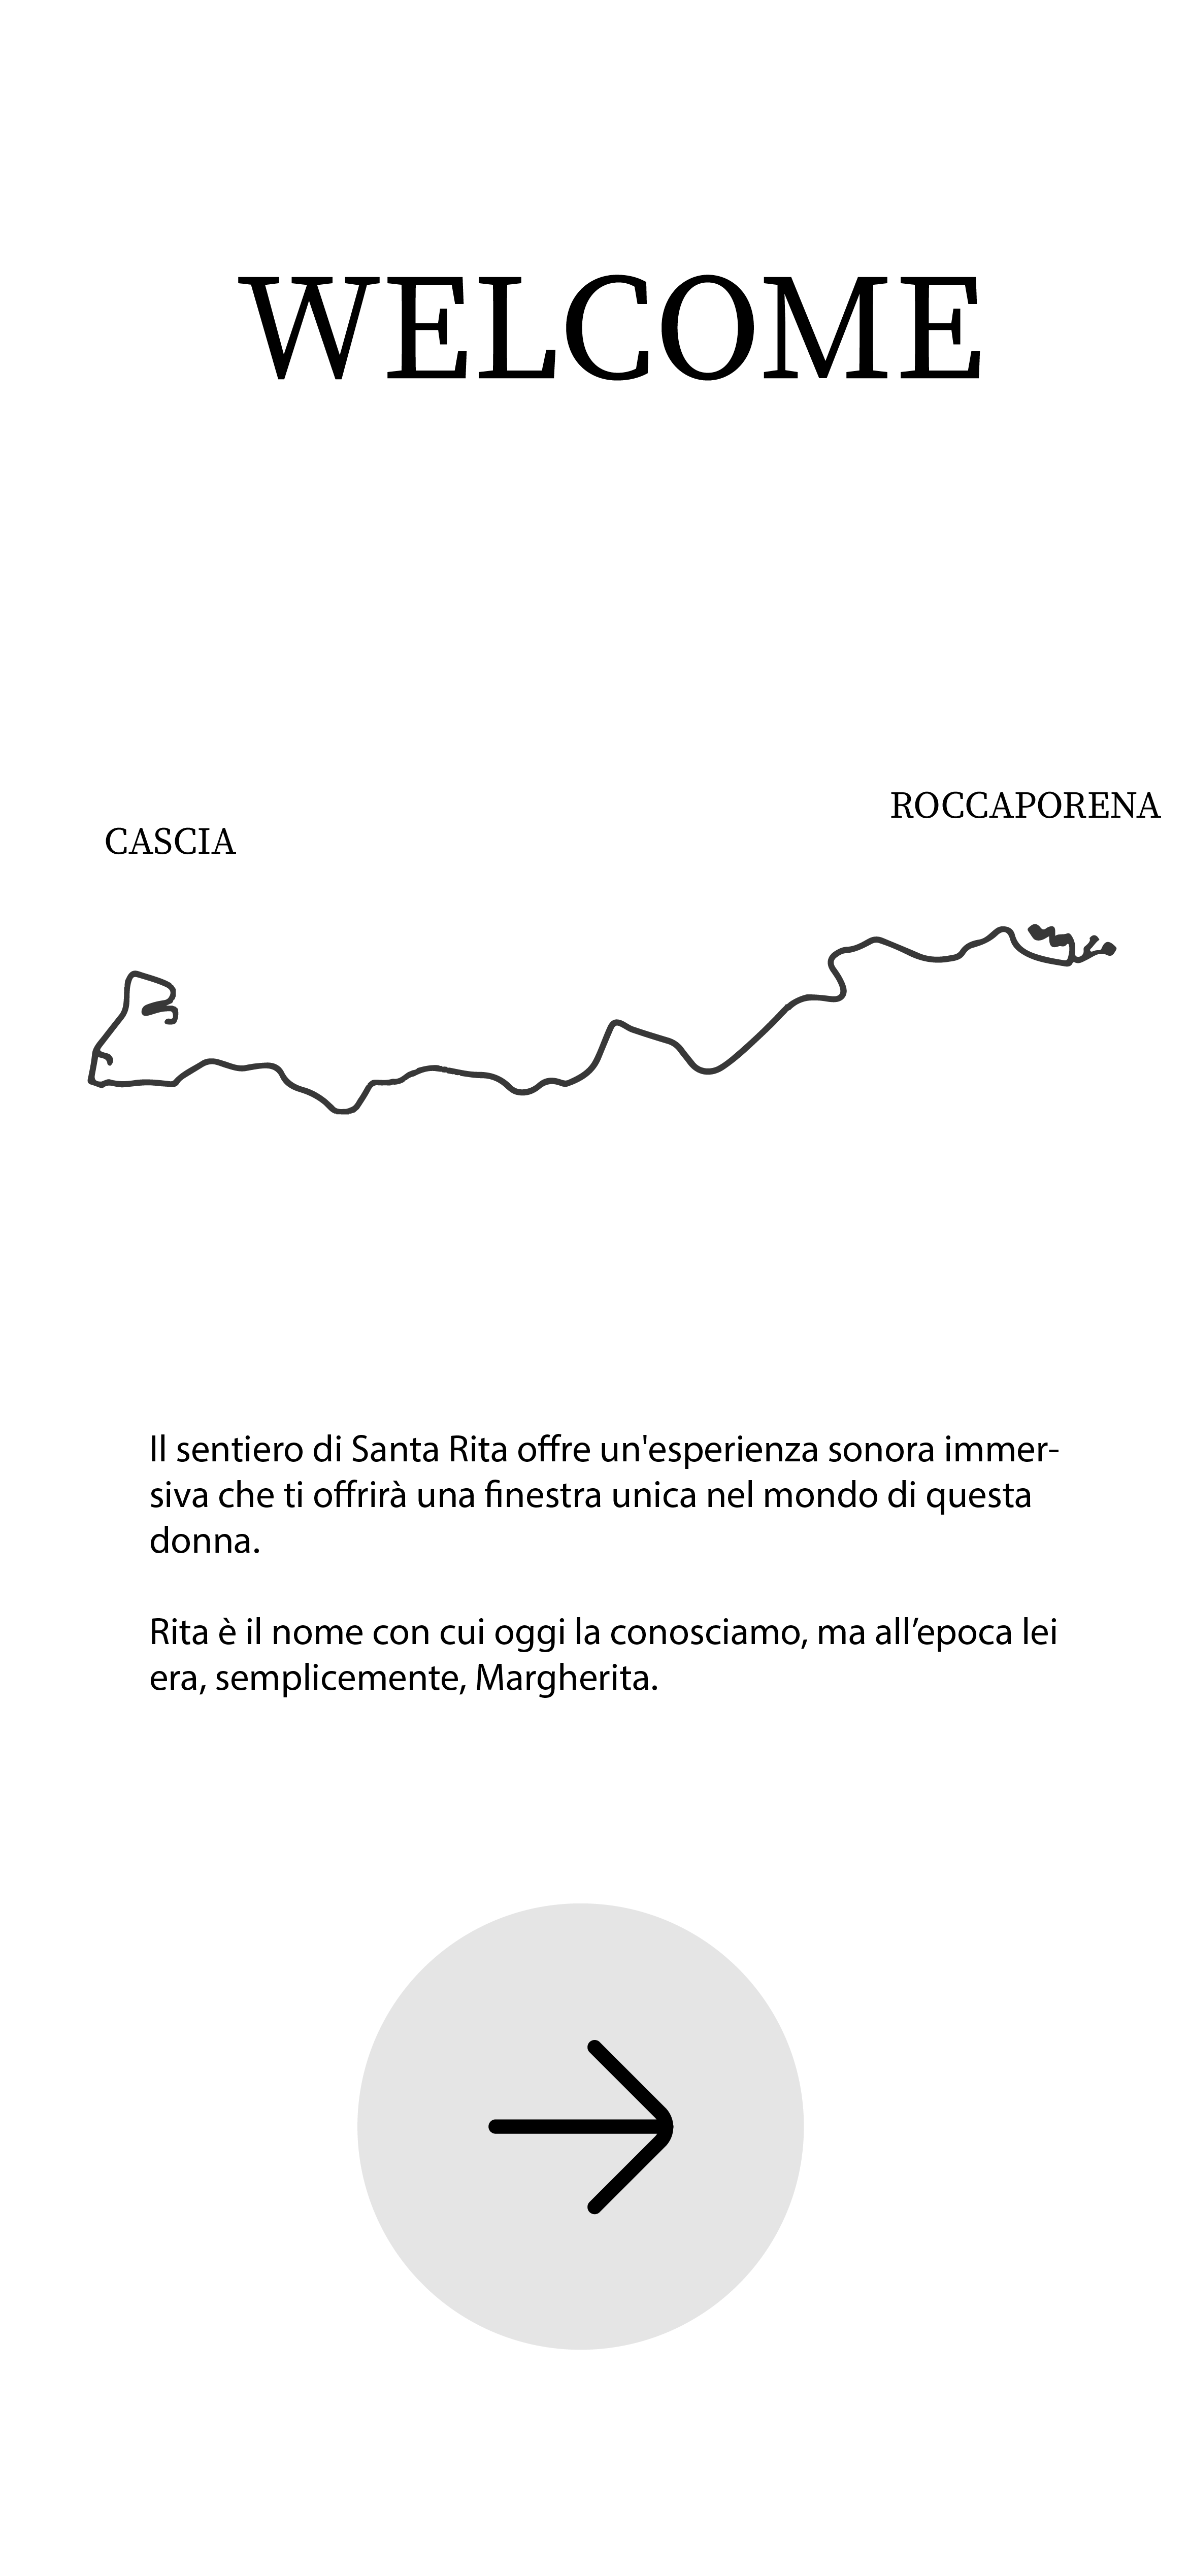 WELCOME
ROCCAPORENA
CASCIA
Il sentiero di Santa Rita offre un'esperienza sonora immer-
siva che ti offrirà una finestra unica nel mondo di questa
donna.
Rita è il nome con cui oggi la conosciamo, ma all’epoca lei
era, semplicemente, Margherita.